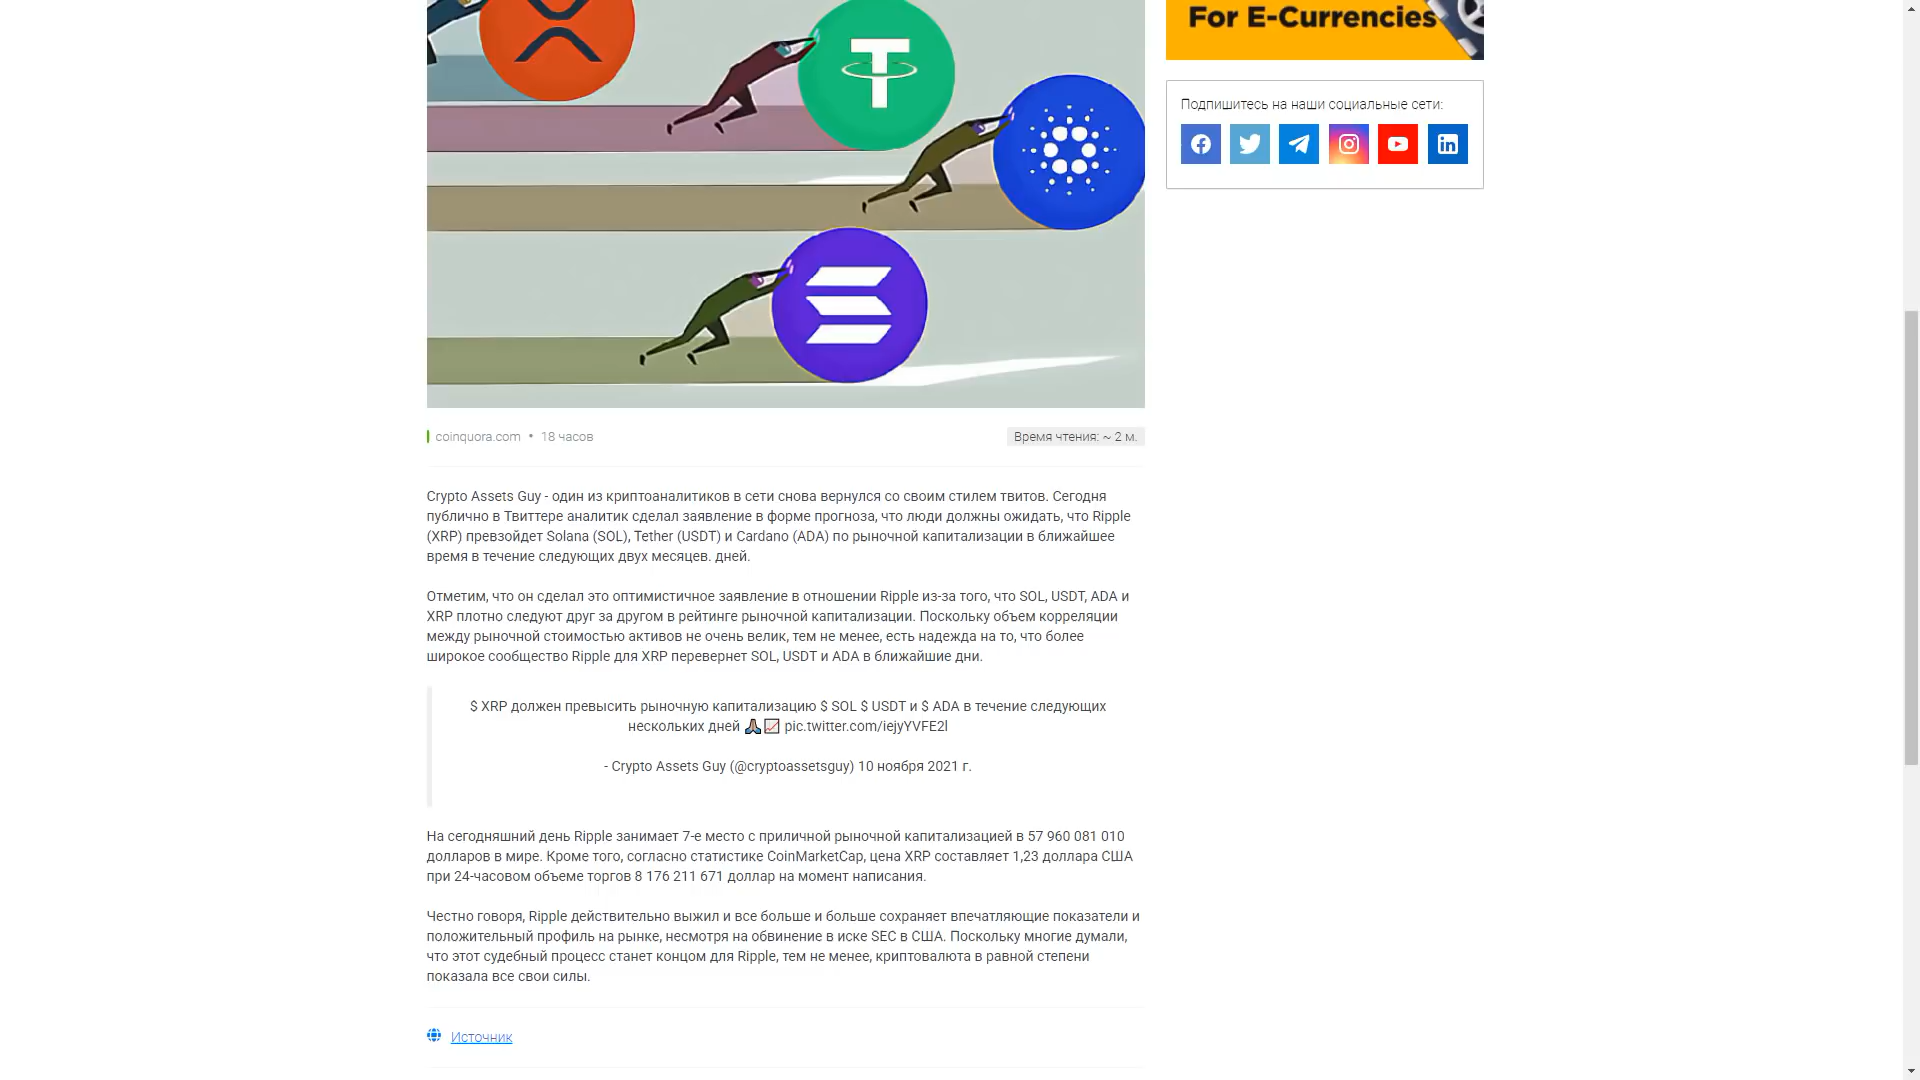 For E-Currencies
Подпишитесь на наши социальные сети:
coinquora.com • 18 часов
Время чтения: ~ 2 м.
Crypto Assets Guy - один из криптоаналитиков в сети снова вернулся со своим стилем твитов. Сегодня
публично в Твиттере аналитик сделал заявление в форме прогноза, что люди должны ожидать, что Ripple
(XRP) превзойдет Solana (SOL), Tether (USDT) и Cardano (ADA) по рыночной капитализации в ближайшее
время в течение следующих двух месяцев. дней.
Отметим, что он сделал это оптимистичное заявление в отношении Ripple из-за того, что SOL, USDT, ADA и
XRP плотно следуют друг за другом в рейтинге рыночной капитализации. Поскольку объем корреляции
между рыночной стоимостью активов не очень велик, тем не менее, есть надежда на то, что более
широкое сообщество Ripple для XRP перевернет SOL, USDT и ADA в ближайшие дни.
$ XRP должен превысить рыночную капитализацию $ SOL $ USDT и $ ADA в течение следующих
нескольких дней 🙏🏽📈 pic.twitter.com/iejyYVFE2l
- Crypto Assets Guy (@cryptoassetsguy) 10 ноября 2021 г.
На сегодняшний день Ripple занимает 7-е место с приличной рыночной капитализацией в 57 960 081 010
долларов в мире. Кроме того, согласно статистике CoinMarketCap, цена XRP составляет 1,23 доллара США
при 24-часовом объеме торгов 8 176 211 671 доллар на момент написания.
Честно говоря, Ripple действительно выжил и все больше и больше сохраняет впечатляющие показатели и
положительный профиль на рынке, несмотря на обвинение в иске SEC в США. Поскольку многие думали,
что этот судебный процесс станет концом для Ripple, тем не менее, криптовалюта в равной степени
показала все свои силы.
Источник